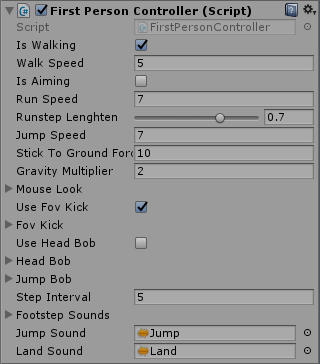 First Person Controller (Script)
Script FirstPersonController
Is Walking
Walk Speed 5
Is Aiming
Run Speed 7
Runstep Lenghten 0.7
Jump Speed 7
Stick To Ground Forc 10
Gravity Multiplier 2
Mouse Look
Use Fov Kick
Fov Kick
Use Head Bob
Head Bob
Jump Bob
Step Interval 5
Footstep Sounds
Jump Sound Jump
Land Sound Land